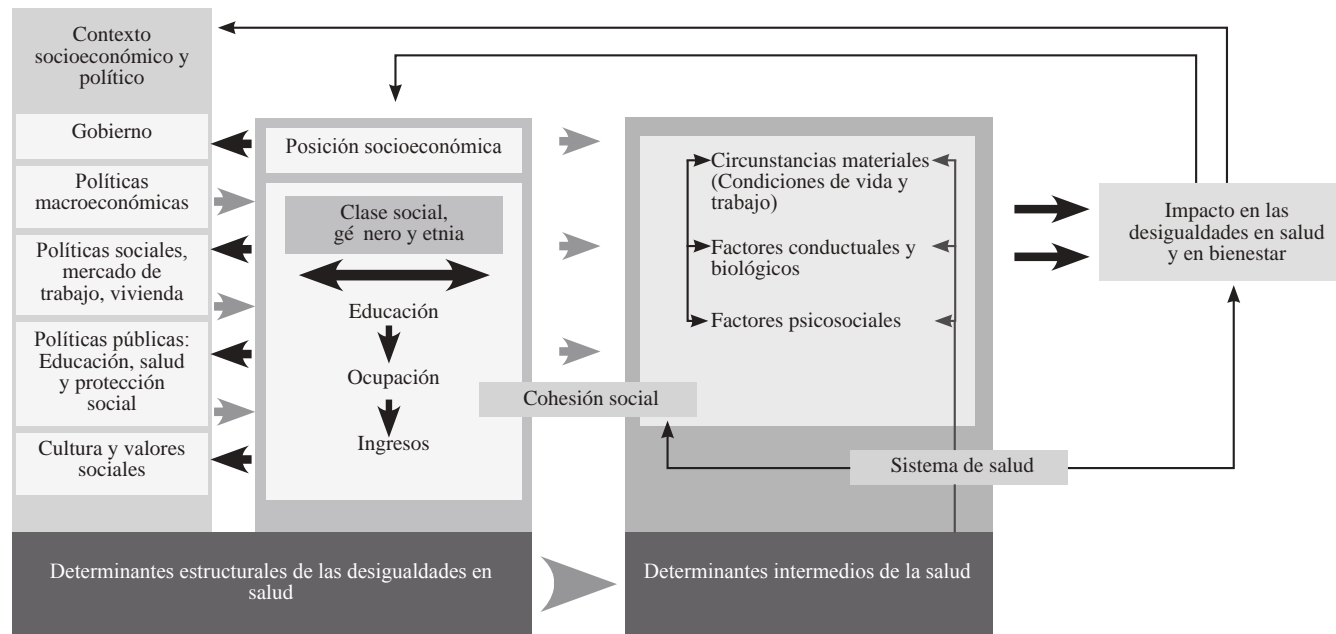 Contexto
socioeconómico y
político
Gobierno
Políticas
macroeconómicas
Políticas sociales,
mercado de
trabajo, vivienda
Políticas públicas:
Educación, salud
y protección
social
Cultura y valores
sociales
Posición socioeconómica
Clase social,
gé nero y etnia
Educación
Ocupación
Ingresos
Cohesión social
Circunstancias materiales
(Condiciones de vida y
trabajo)
Factores conductuales y
biológicos
Factores psicosociales
Sistema de salud
Impacto en las
desigualdades en salud
y en bienestar
Determinantes estructurales de las desigualdades en
salud
Determinantes intermedios de la salud